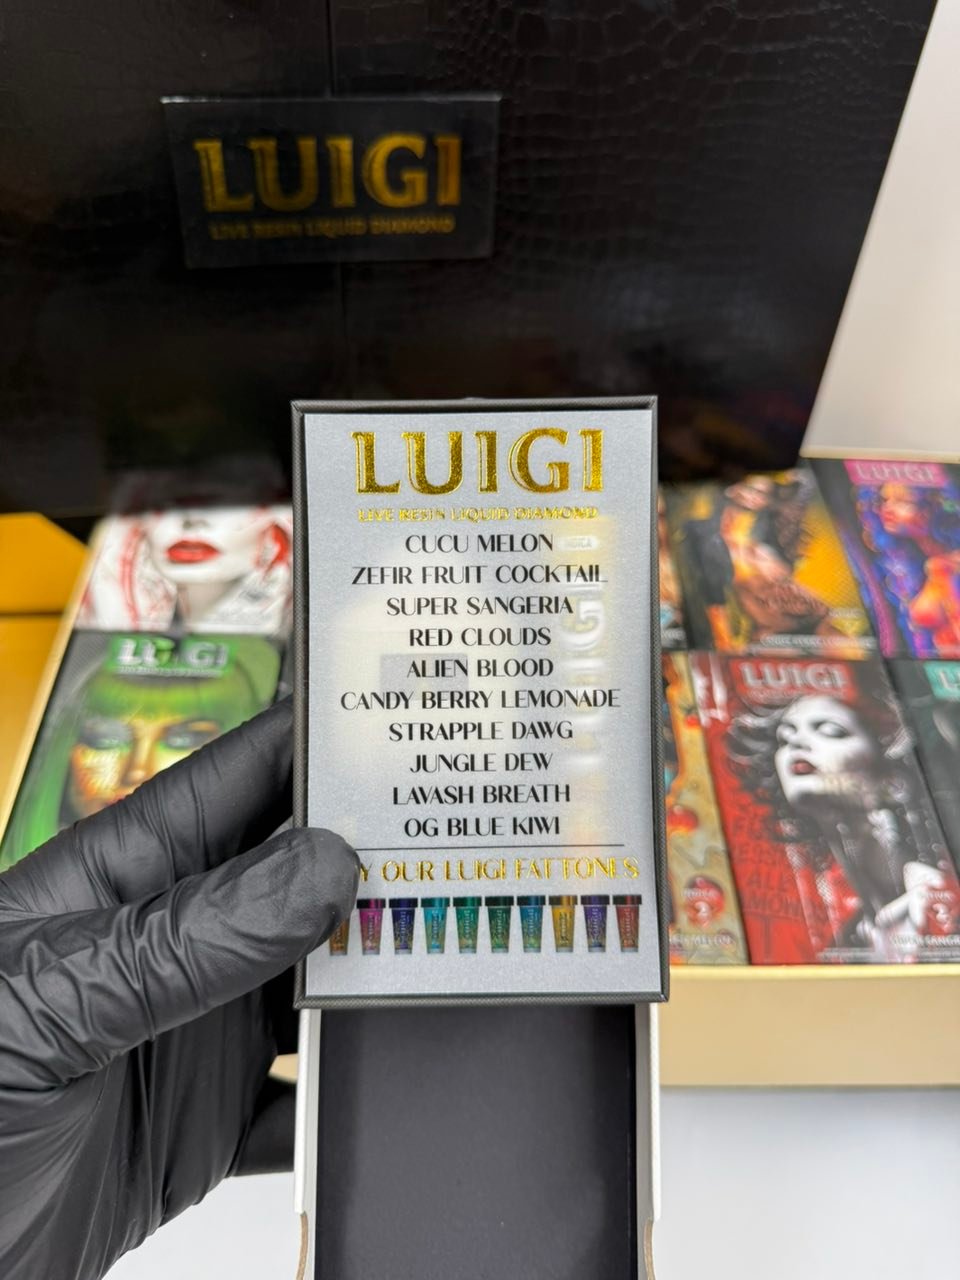 LUIGI
LIVE RESIN LIQUID DIAMOND
LUIGI
LIVE RESIN LIQUID DIAMOND
CUCU MELON
ZEFIR FRUIT COCKTAIL
SUPER SANGERIA
RED CLOUDS
ALIEN BLOOD
CANDY BERRY LEMONADE
STRAPPLE DAWG
JUNGLE DEW
LAVASH BREATH
OG BLUE KIWI
Y OUR LUIGI FATTONES
LUIGI
LUIGI
LUIGI
2
2